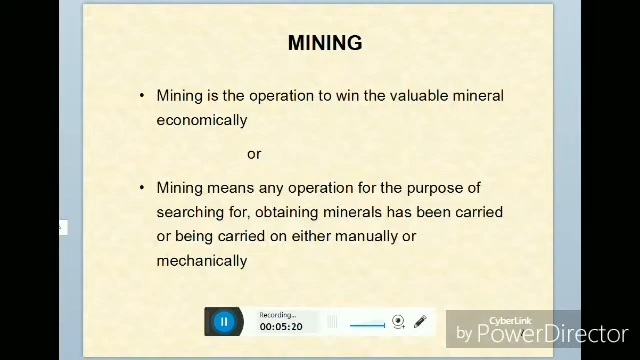 MINING
• Mining is the operation to win the valuable mineral
economically
or
• Mining means any operation for the purpose of
searching for, obtaining minerals has been carried
or being carried on either manually or
mechanically
Recording...
00:05:20
CyberLink
by PowerDirector